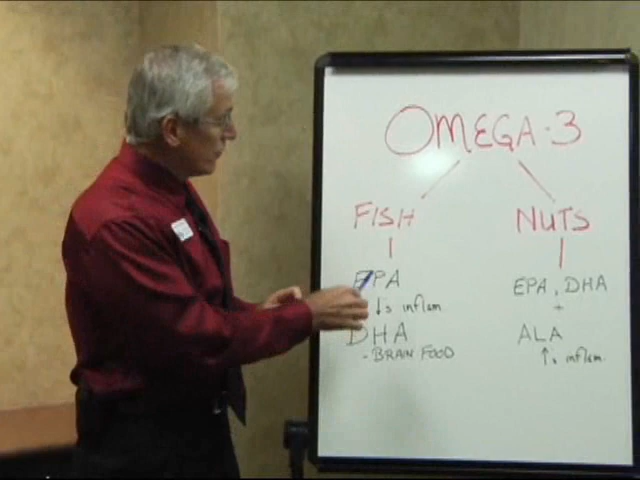 OMEGA-3
FISH
NUTS
EPA
↓s inflam
DHA
- BRAIN FOOD
EPA, DHA
+
ALA
↑s inflam.